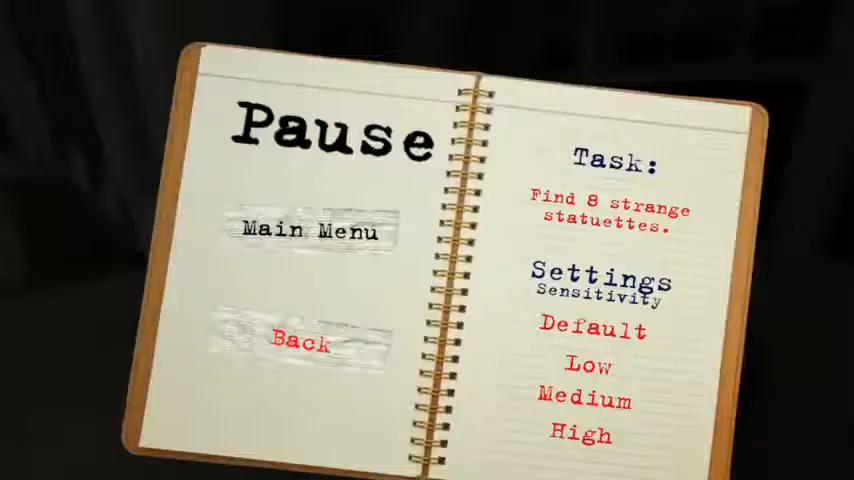 Pause
Main Menu
Back
Task:
Find 8 strange
statuettes.
Settings
Sensitivity
Default
Low
Medium
High